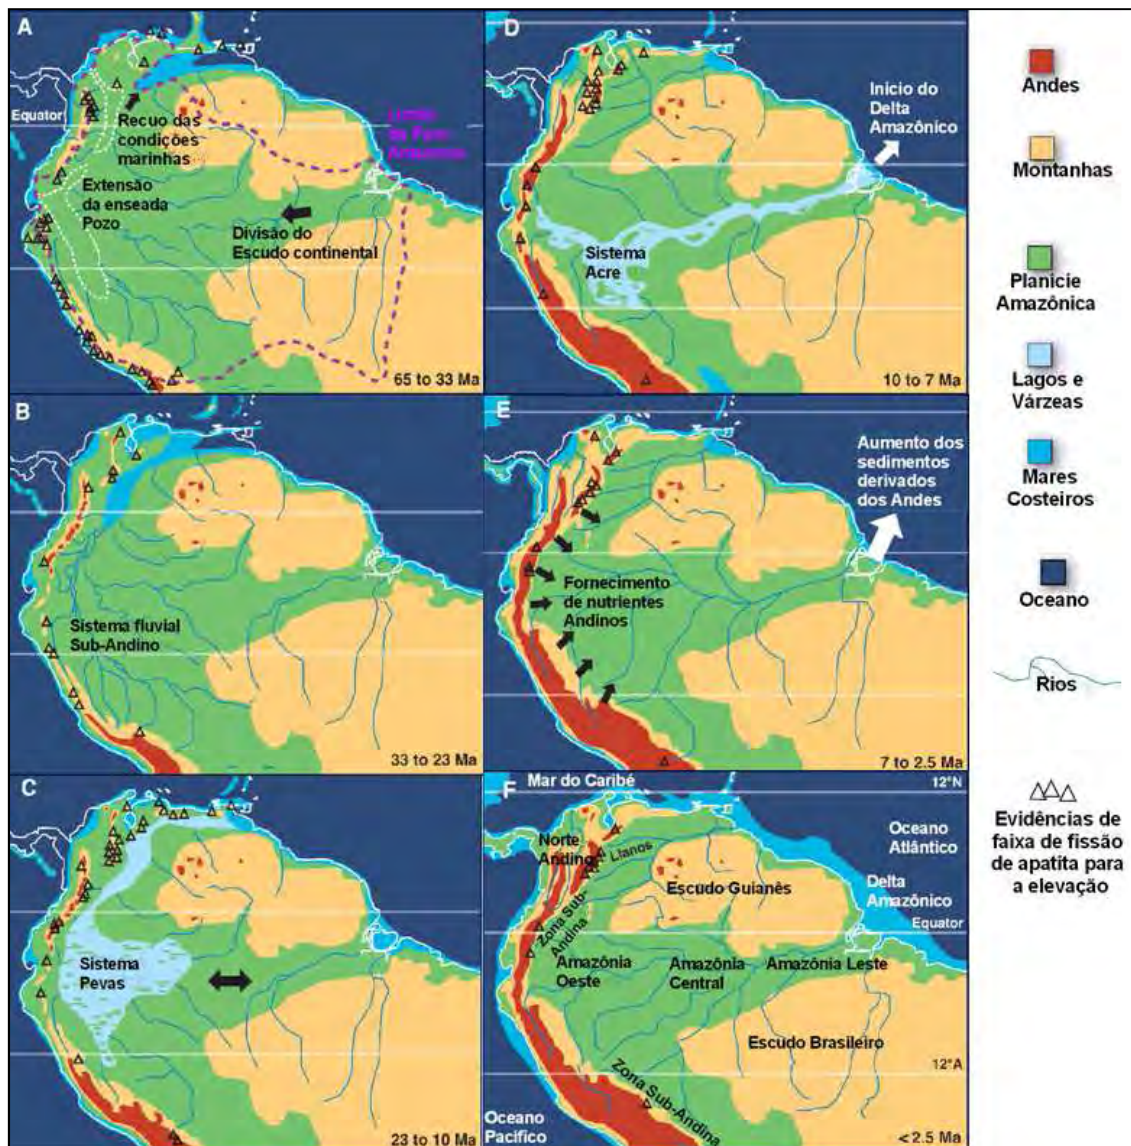 A
Equator
Recuo das
condições
marinhas
Limite
da Pan-
Amazônia
Extensão
da enseada
Pozo
Divisão do
Escudo continental
65 to 33 Ma
B
Sistema fluvial
Sub-Andino
33 to 23 Ma
C
Sistema
Pevas
23 to 10 Ma
D
Início do
Delta
Amazônico
Sistema
Acre
10 to 7 Ma
E
Aumento dos
sedimentos
derivados
dos Andes
Fornecimento
de nutrientes
Andinos
7 to 2.5 Ma
F
Mar do Caribé
12°N
Norte
Andino
Llanos
Oceano
Atlântico
Escudo Guianês
Delta
Amazônico
Equator
Zona Sub-
Andina
Amazônia
Oeste
Amazônia
Central
Amazônia Leste
Escudo Brasileiro
12°A
Zona Sub-Andina
Oceano
Pacifico
< 2.5 Ma
Andes
Montanhas
Planicie
Amazônica
Lagos e
Várzeas
Mares
Costeiros
Oceano
Rios
Evidências de
faixa de fissão
de apatita para
a elevação